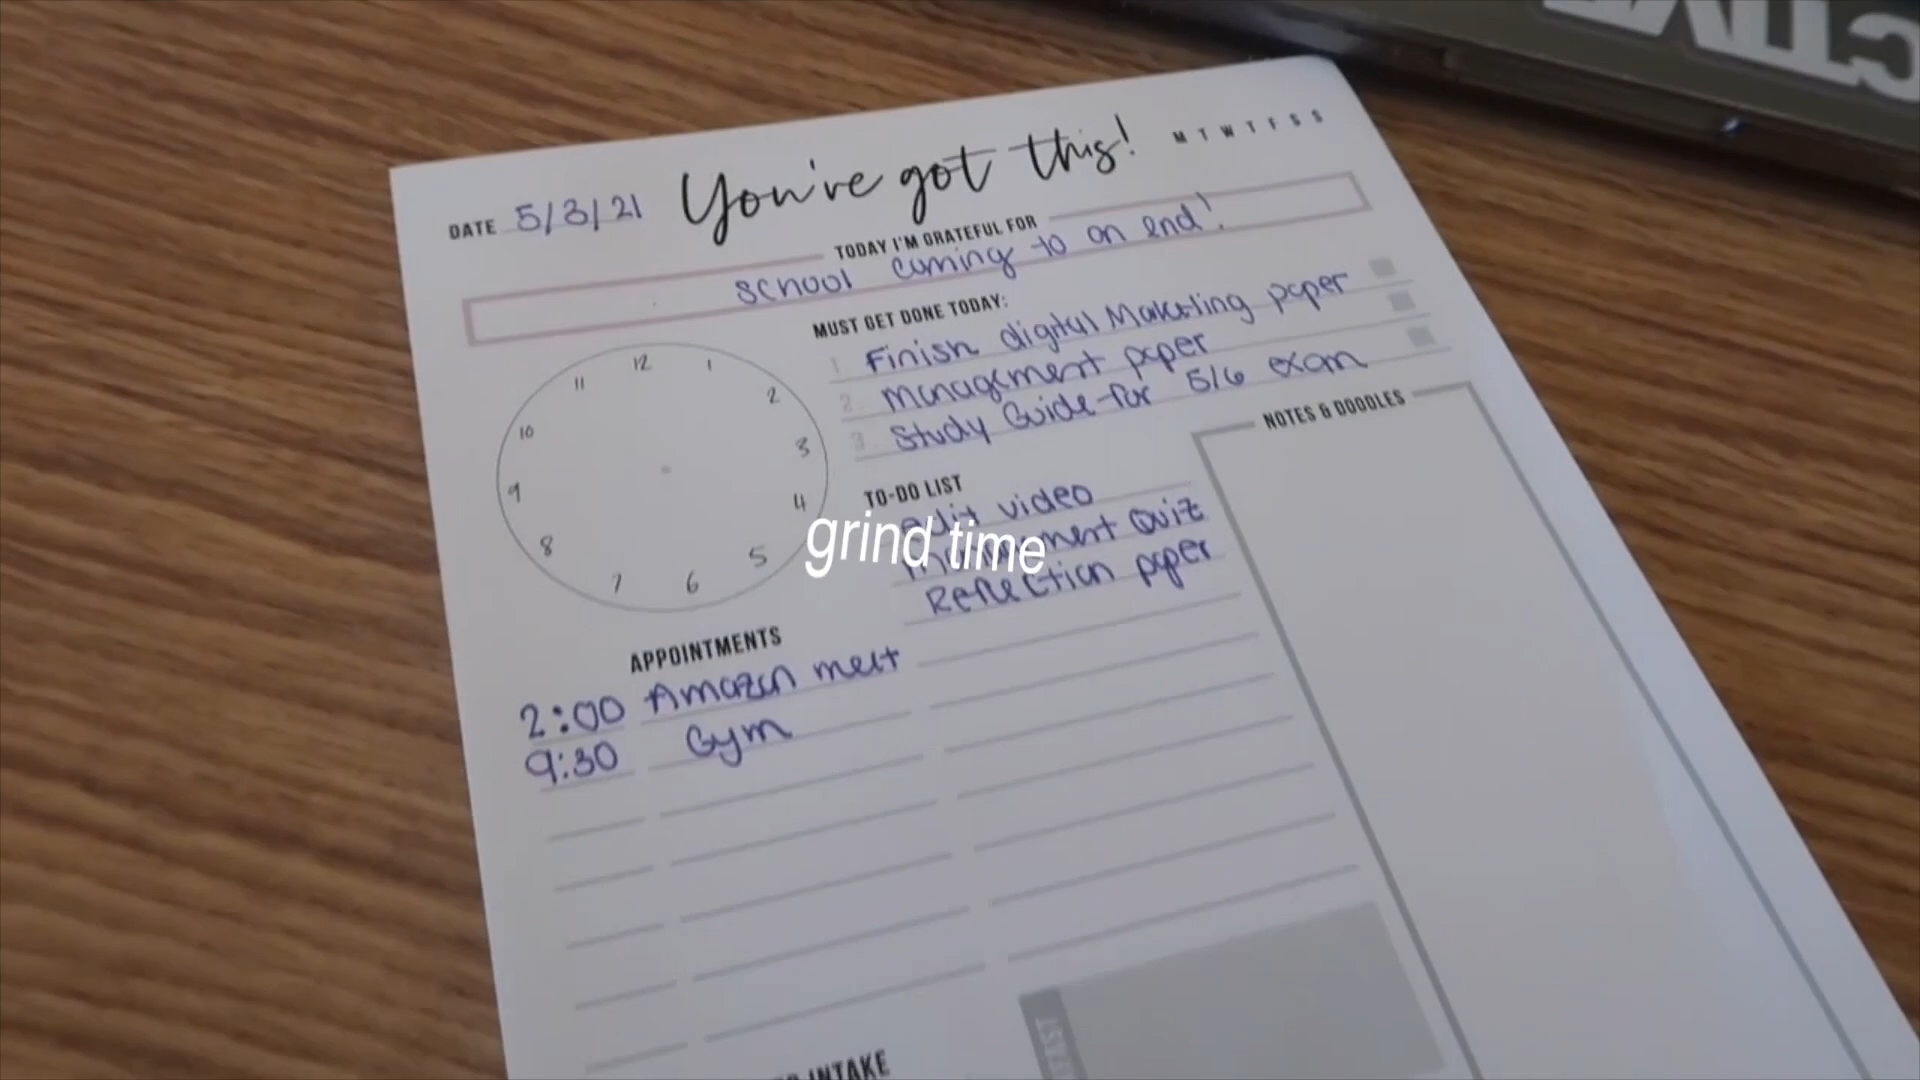 CTIVE
You've got this!
M T W T F S S
DATE 5/3/21
TODAY I'M GRATEFUL FOR
school coming to an end!
MUST GET DONE TODAY:
1. Finish digital Marketing paper
2. management paper
3. Study Guide for 5/6 exam
NOTES & DOODLES
12
1
2
3
4
5
6
7
8
9
10
11
TO-DO LIST
edit video
management Quiz
Reflection paper
grind time
APPOINTMENTS
2:00 Amazon meet
9:30 Gym
INTAKE